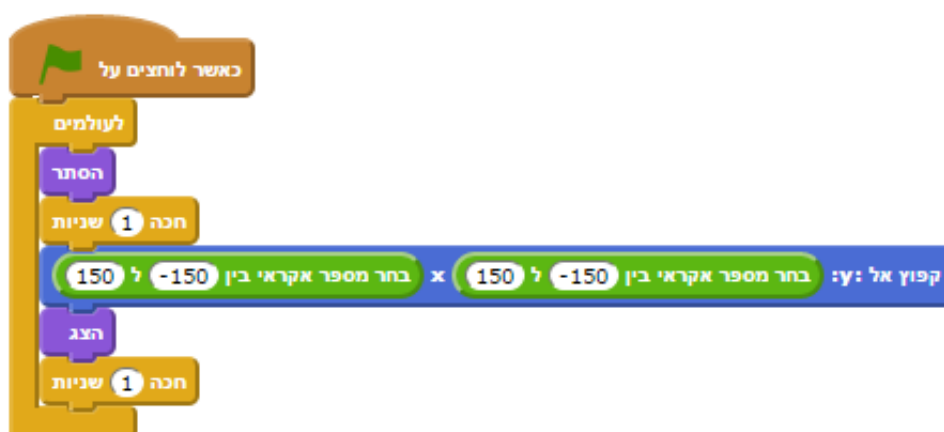 כאשר לוחצים על
לעולמים
הסתר
חכה 1 שניות
קפוץ אל :y: בחר מספר אקראי בין -150 ל 150 x בחר מספר אקראי בין -150 ל 150
הצג
חכה 1 שניות